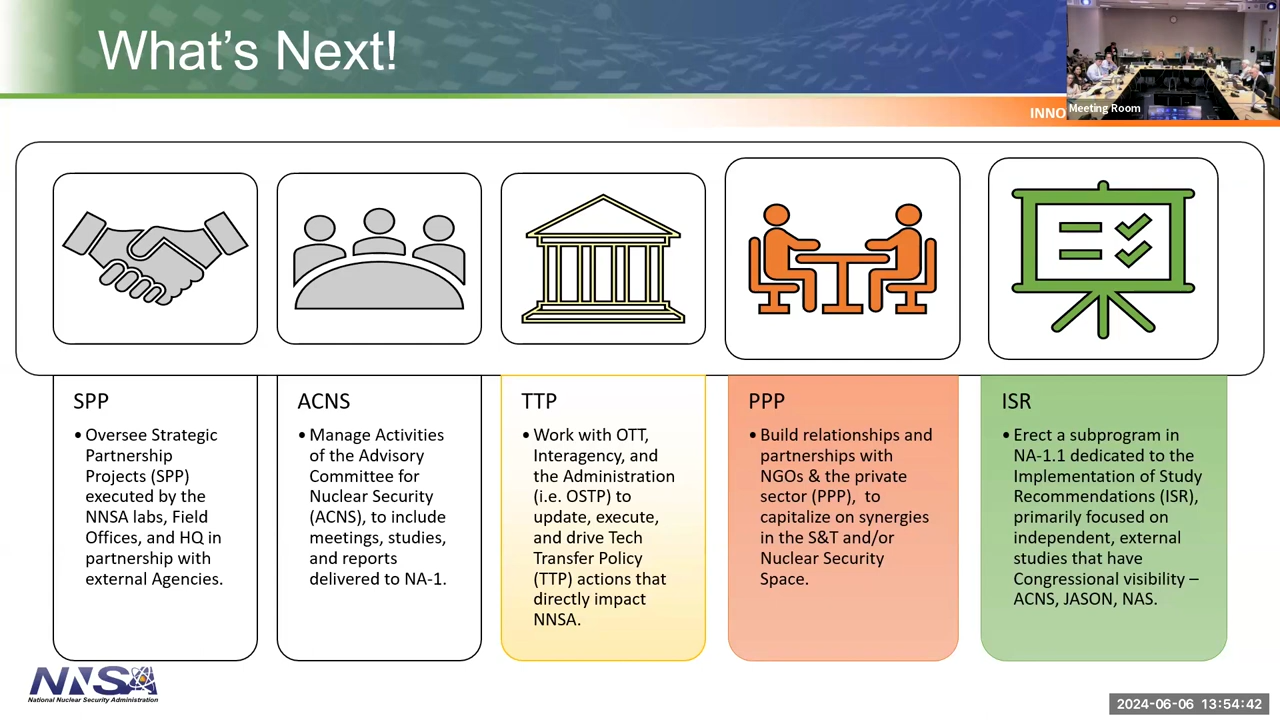 What's Next!
INNO
Meeting Room
SPP
• Oversee Strategic
Partnership
Projects (SPP)
executed by the
NNSA labs, Field
Offices, and HQ in
partnership with
external Agencies.
ACNS
• Manage Activities
of the Advisory
Committee for
Nuclear Security
(ACNS), to include
meetings, studies,
and reports
delivered to NA-1.
TTP
• Work with OTT,
Interagency, and
the Administration
(i.e. OSTP) to
update, execute,
and drive Tech
Transfer Policy
(TTP) actions that
directly impact
NNSA.
PPP
• Build relationships and
partnerships with
NGOs & the private
sector (PPP),  to
capitalize on synergies
in the S&T and/or
Nuclear Security
Space.
ISR
• Erect a subprogram in
NA-1.1 dedicated to the
Implementation of Study
Recommendations (ISR),
primarily focused on
independent, external
studies that have
Congressional visibility –
ACNS, JASON, NAS.
NNSA
National Nuclear Security Administration
2024-06-06 13:54:42